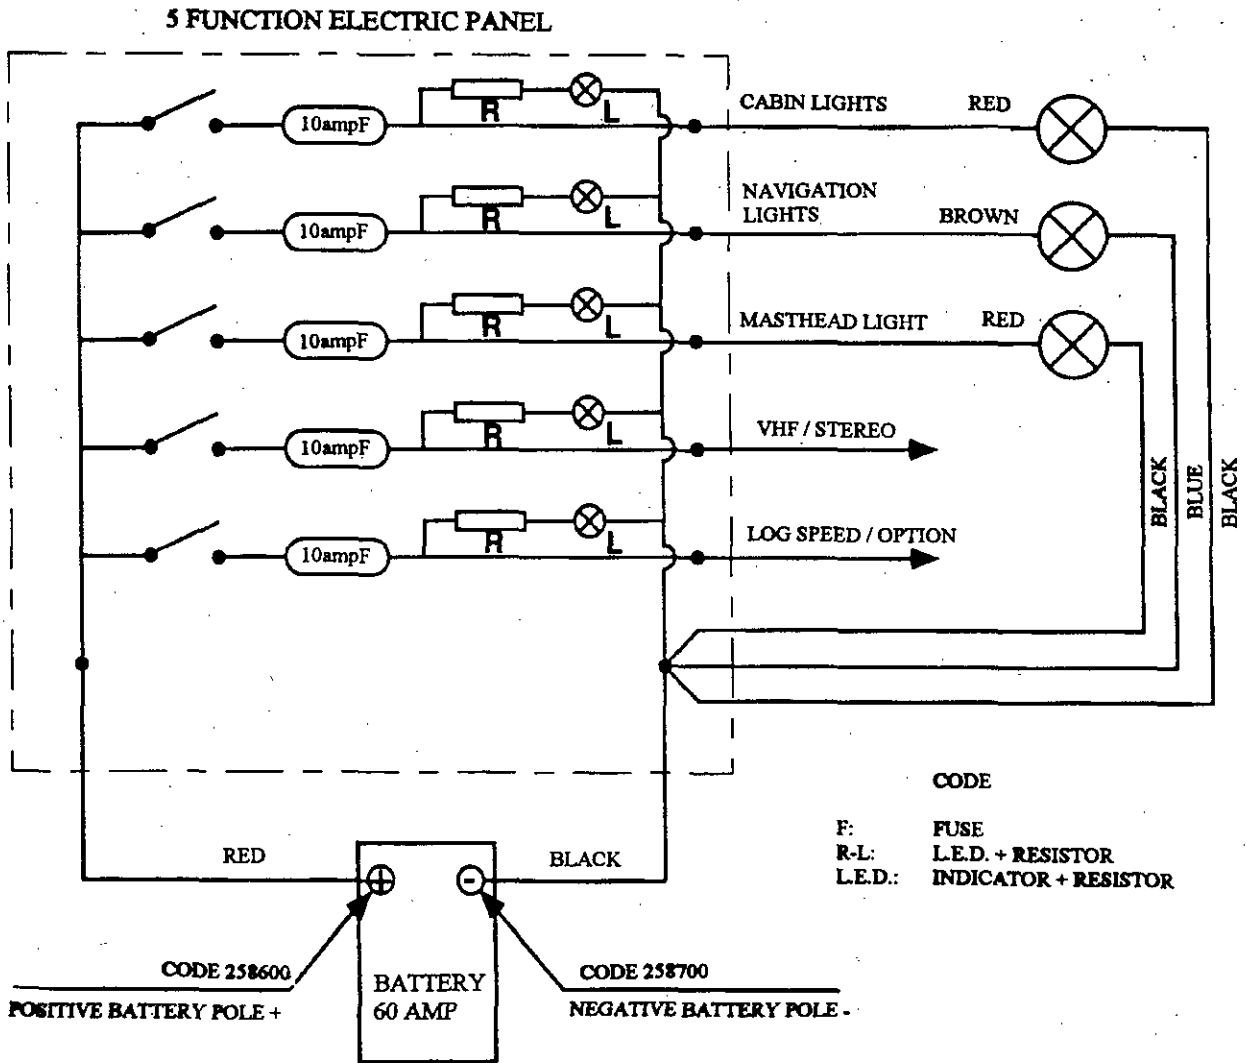 5 FUNCTION ELECTRIC PANEL
R
L
10ampF
CABIN LIGHTS
RED
R
L
10ampF
NAVIGATION
LIGHTS
BROWN
R
L
10ampF
MASTHEAD LIGHT
RED
R
L
10ampF
VHF / STEREO
R
L
10ampF
LOG SPEED / OPTION
BLACK
BLUE
BLACK
RED
BLACK
+
-
CODE 258600
POSITIVE BATTERY POLE +
BATTERY
60 AMP
CODE 258700
NEGATIVE BATTERY POLE -
CODE
F: FUSE
R-L: L.E.D. + RESISTOR
L.E.D.: INDICATOR + RESISTOR